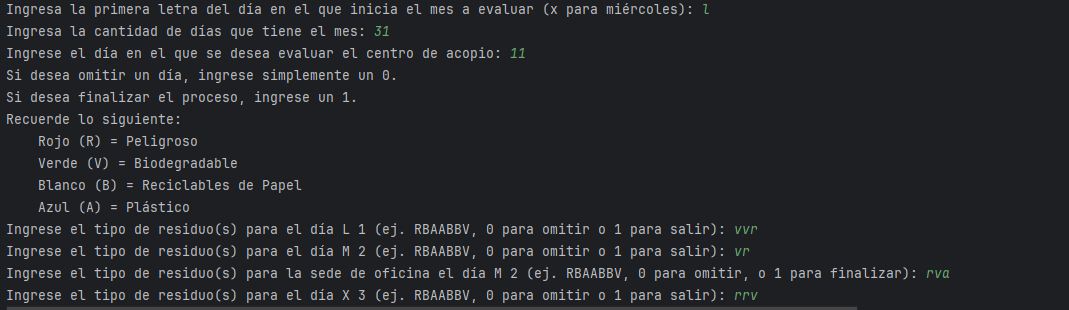 Ingresa la primera letra del día en el que inicia el mes a evaluar (x para miércoles): l
Ingresa la cantidad de días que tiene el mes: 31
Ingrese el día en el que se desea evaluar el centro de acopio: 11
Si desea omitir un día, ingrese simplemente un 0.
Si desea finalizar el proceso, ingrese un 1.
Recuerde lo siguiente:
Rojo (R) = Peligroso
Verde (V) = Biodegradable
Blanco (B) = Reciclables de Papel
Azul (A) = Plástico
Ingrese el tipo de residuo(s) para el día L 1 (ej. RBAABBV, 0 para omitir o 1 para salir): vvr
Ingrese el tipo de residuo(s) para el día M 2 (ej. RBAABBV, 0 para omitir o 1 para salir): vr
Ingrese el tipo de residuo(s) para la sede de oficina el día M 2 (ej. RBAABBV, 0 para omitir, o 1 para finalizar): rva
Ingrese el tipo de residuo(s) para el día X 3 (ej. RBAABBV, 0 para omitir o 1 para salir): rrv